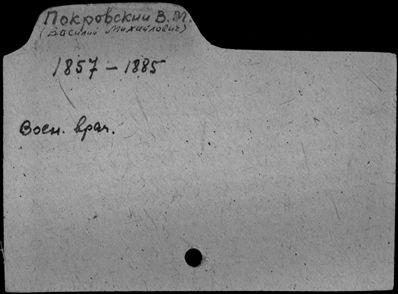 Покровский В.М.
(Василий Михайлович)
1857 – 1885
Воен. врач.